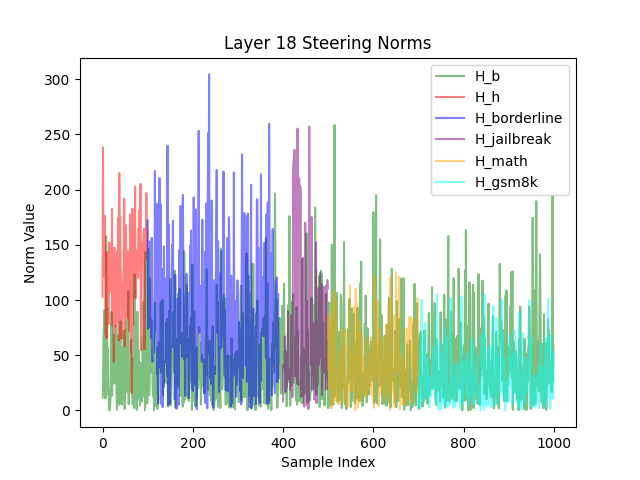 Layer 18 Steering Norms
Norm Value
300
250
200
150
100
50
0
H_b
H_h
H_borderline
H_jailbreak
H_math
H_gsm8k
0
200
400
600
800
1000
Sample Index